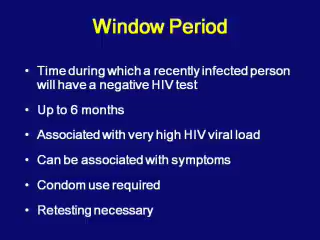 Window Period
• Time during which a recently infected person
will have a negative HIV test
• Up to 6 months
• Associated with very high HIV viral load
• Can be associated with symptoms
• Condom use required
• Retesting necessary